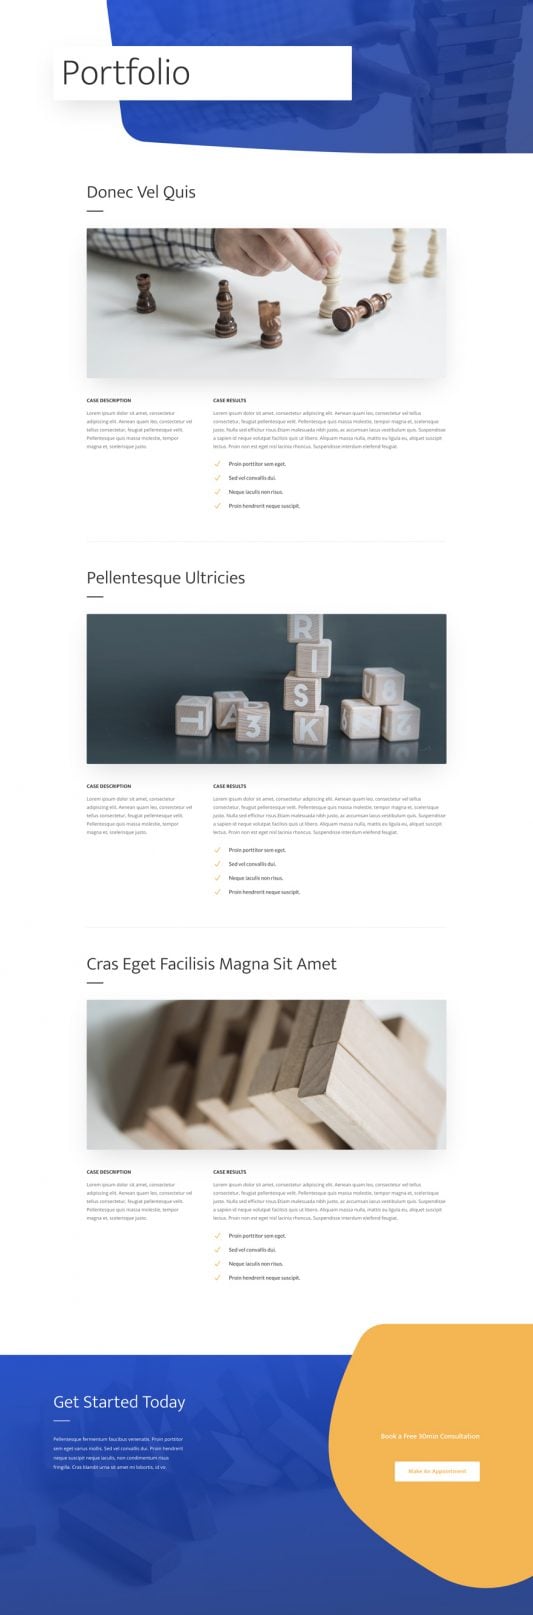 Portfolio
Donec Vel Quis
CASE DESCRIPTION
Lorem ipsum dolor sit amet, consectetur
adipiscing elit. Aenean quam leo, consectetur vel
tellus consectetur, feugiat pellentesque velit.
Pellentesque quis massa molestie, tempor
magna et, scelerisque justo.
CASE RESULTS
Lorem ipsum dolor sit amet, consectetur adipiscing elit. Aenean quam leo, consectetur vel tellus
consectetur, feugiat pellentesque velit. Pellentesque quis massa molestie, tempor magna et, scelerisque
justo. Nulla sed efficitur risus. Etiam malesuada nibh justo, ac accumsan lacus vestibulum quis. Suspendisse
a sapien id neque volutpat facilisis quis ut libero. Aliquam massa nulla, mattis eu ligula eu, aliquet suscipit
lectus. Proin non est eget nisl lacinia rhoncus. Suspendisse interdum eleifend feugiat.
Proin porttitor sem eget.
Sed vel convallis dui.
Neque iaculis non risus.
Proin hendrerit neque suscipit.
Pellentesque Ultricies
R
I
S
K
T
A
3
U
6
Z
CASE DESCRIPTION
Lorem ipsum dolor sit amet, consectetur
adipiscing elit. Aenean quam leo, consectetur vel
tellus consectetur, feugiat pellentesque velit.
Pellentesque quis massa molestie, tempor
magna et, scelerisque justo.
CASE RESULTS
Lorem ipsum dolor sit amet, consectetur adipiscing elit. Aenean quam leo, consectetur vel tellus
consectetur, feugiat pellentesque velit. Pellentesque quis massa molestie, tempor magna et, scelerisque
justo. Nulla sed efficitur risus. Etiam malesuada nibh justo, ac accumsan lacus vestibulum quis. Suspendisse
a sapien id neque volutpat facilisis quis ut libero. Aliquam massa nulla, mattis eu ligula eu, aliquet suscipit
lectus. Proin non est eget nisl lacinia rhoncus. Suspendisse interdum eleifend feugiat.
Proin porttitor sem eget.
Sed vel convallis dui.
Neque iaculis non risus.
Proin hendrerit neque suscipit.
Cras Eget Facilisis Magna Sit Amet
CASE DESCRIPTION
Lorem ipsum dolor sit amet, consectetur
adipiscing elit. Aenean quam leo, consectetur vel
tellus consectetur, feugiat pellentesque velit.
Pellentesque quis massa molestie, tempor
magna et, scelerisque justo.
CASE RESULTS
Lorem ipsum dolor sit amet, consectetur adipiscing elit. Aenean quam leo, consectetur vel tellus
consectetur, feugiat pellentesque velit. Pellentesque quis massa molestie, tempor magna et, scelerisque
justo. Nulla sed efficitur risus. Etiam malesuada nibh justo, ac accumsan lacus vestibulum quis. Suspendisse
a sapien id neque volutpat facilisis quis ut libero. Aliquam massa nulla, mattis eu ligula eu, aliquet suscipit
lectus. Proin non est eget nisl lacinia rhoncus. Suspendisse interdum eleifend feugiat.
Proin porttitor sem eget.
Sed vel convallis dui.
Neque iaculis non risus.
Proin hendrerit neque suscipit.
Get Started Today
Pellentesque fermentum faucibus venenatis. Proin porttitor
sem eget varius mollis. Sed vel convallis dui. Proin hendrerit
neque suscipit neque iaculis, non condimentum risus
fringilla. Cras blandit urna sit amet mi lobortis, id ve.
Book a Free 30min Consultation
Make An Appointment